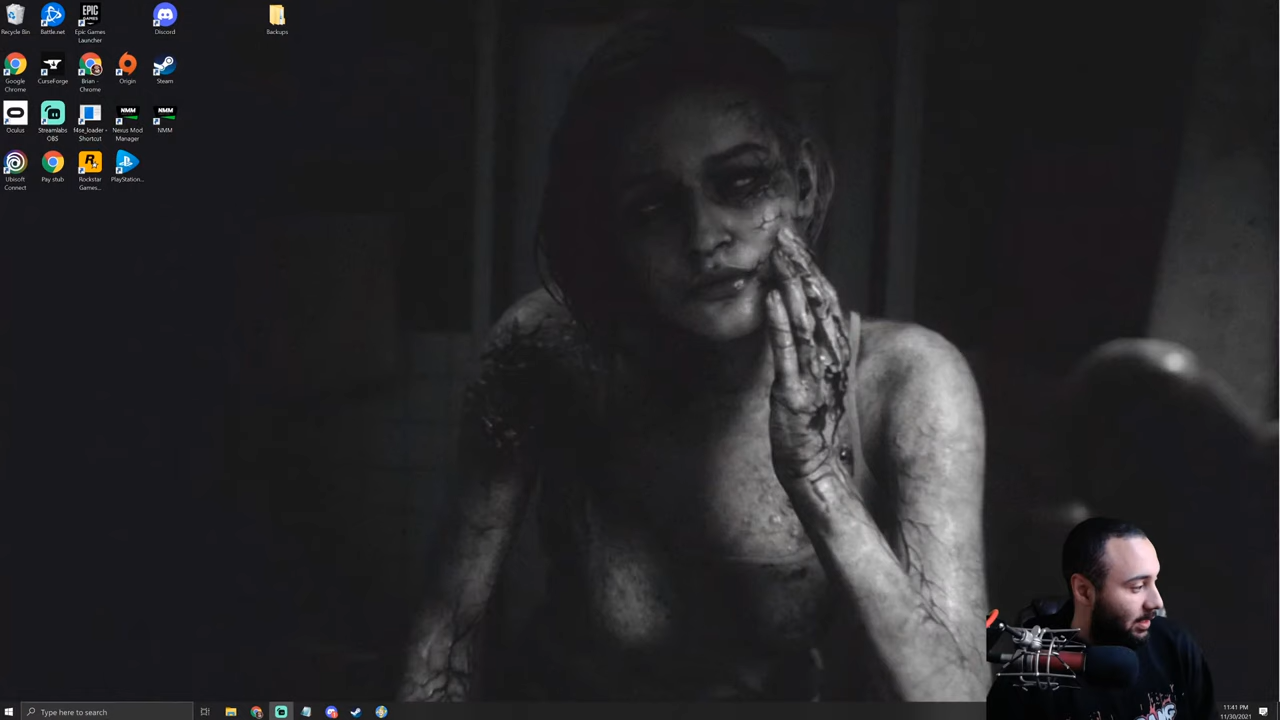 Recycle Bin
Battle.net
EPIC GAMES
Epic Games Launcher
Discord
Backups
Google Chrome
CurseForge
Brian - Chrome
Origin
Steam
Oculus
Streamlabs OBS
f4se_loader - Shortcut
NMM
Nexus Mod Manager
NMM
NMM
Ubisoft Connect
Pay stub
R
Rockstar Games...
PlayStation...
Type here to search
11:41 PM
11/30/2021